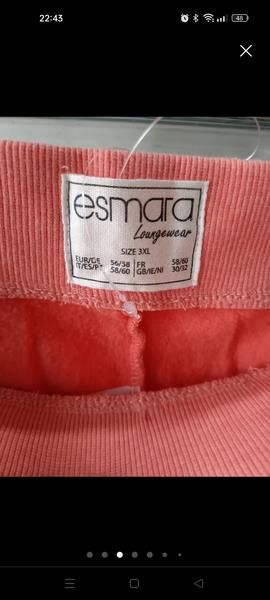 22:43
48
esmara
Loungewear
SIZE 3XL
EUR/DE 56/58 FR 58/60
IT/ES/PT 58/60 GB/IE/NI 30/32